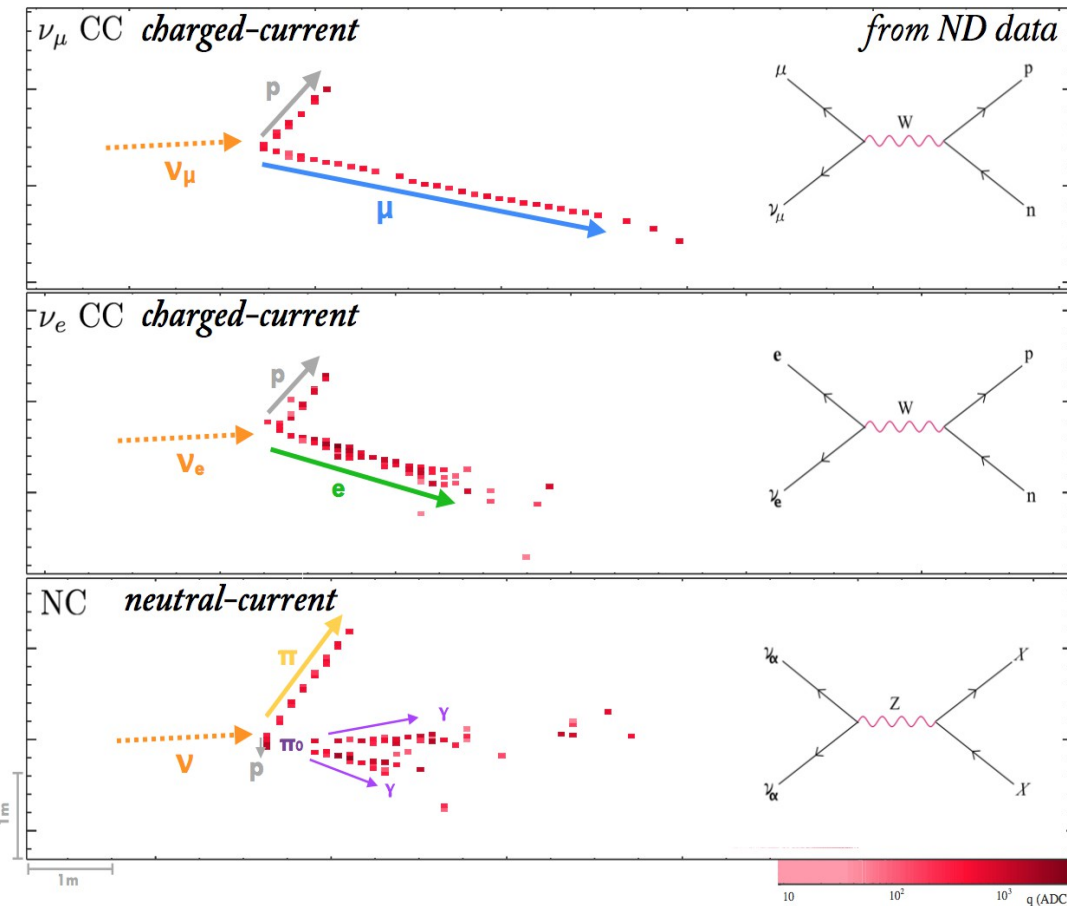 νμ CC charged-current from ND data
p
νμ
μ
μ
p
W
νμ
n
νe CC charged-current
p
νe
e
e
p
W
νe
n
NC neutral-current
π
ν
p
π0
γ
γ
να
X
Z
να
X
1m
1m
10 10² 10³ q (ADC